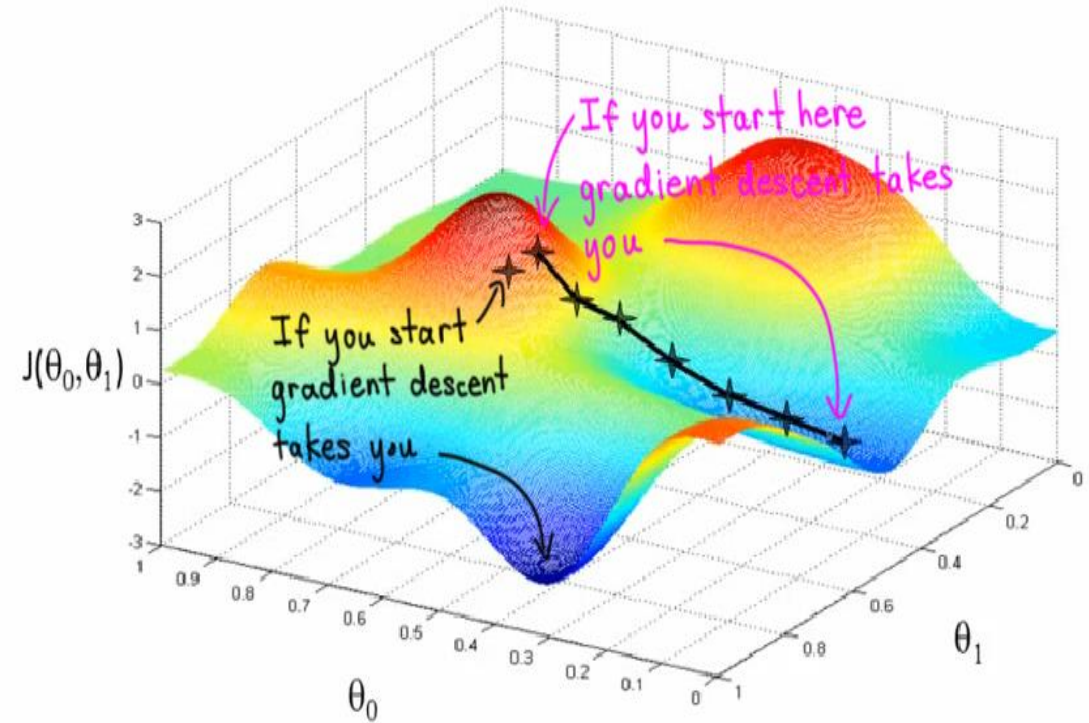 If you start here
gradient descent takes
you
If you start
gradient descent
takes you
J(θ₀,θ₁)
3
2
1
0
-1
-2
-3
1
0.9
0.8
0.7
0.6
0.5
0.4
0.3
0.2
0.1
0
θ₀
0
0.2
0.4
0.6
0.8
1
θ₁